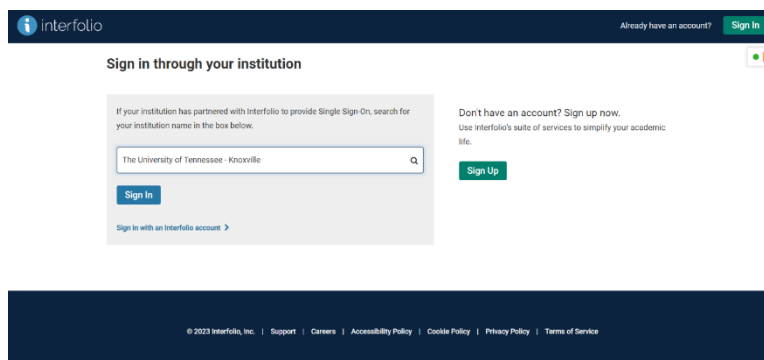 interfolio
Already have an account?
Sign In
Sign in through your institution
If your institution has partnered with Interfolio to provide Single Sign-On, search for
your institution name in the box below.
The University of Tennessee - Knoxville
Sign In
Sign in with an Interfolio account
Don't have an account? Sign up now.
Use Interfolio's suite of services to simplify your academic
life.
Sign Up
© 2023 Interfolio, Inc. | Support | Careers | Accessibility Policy | Cookie Policy | Privacy Policy | Terms of Service